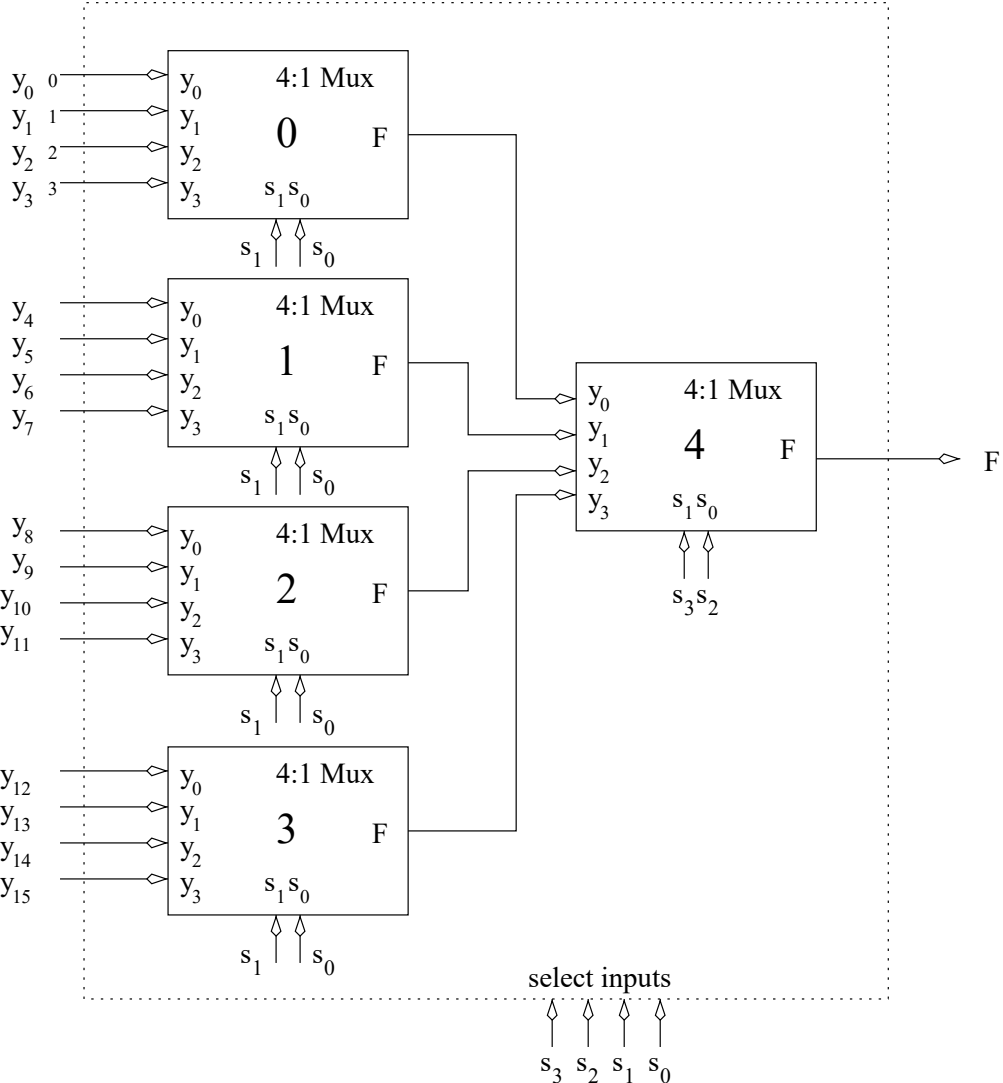 y0 0 y0 4:1 Mux
y1 1 y1 0 F
y2 2 y2
y3 3 y3 s1 s0
s1 s0
y4 y0 4:1 Mux
y5 y1 1 F
y6 y2
y7 y3 s1 s0
s1 s0
y0 4:1 Mux
y1 4 F F
y2
y3 s1 s0
s3 s2
y8 y0 4:1 Mux
y9 y1 2 F
y10 y2
y11 y3 s1 s0
s1 s0
y12 y0 4:1 Mux
y13 y1 3 F
y14 y2
y15 y3 s1 s0
s1 s0
select inputs
s3 s2 s1 s0